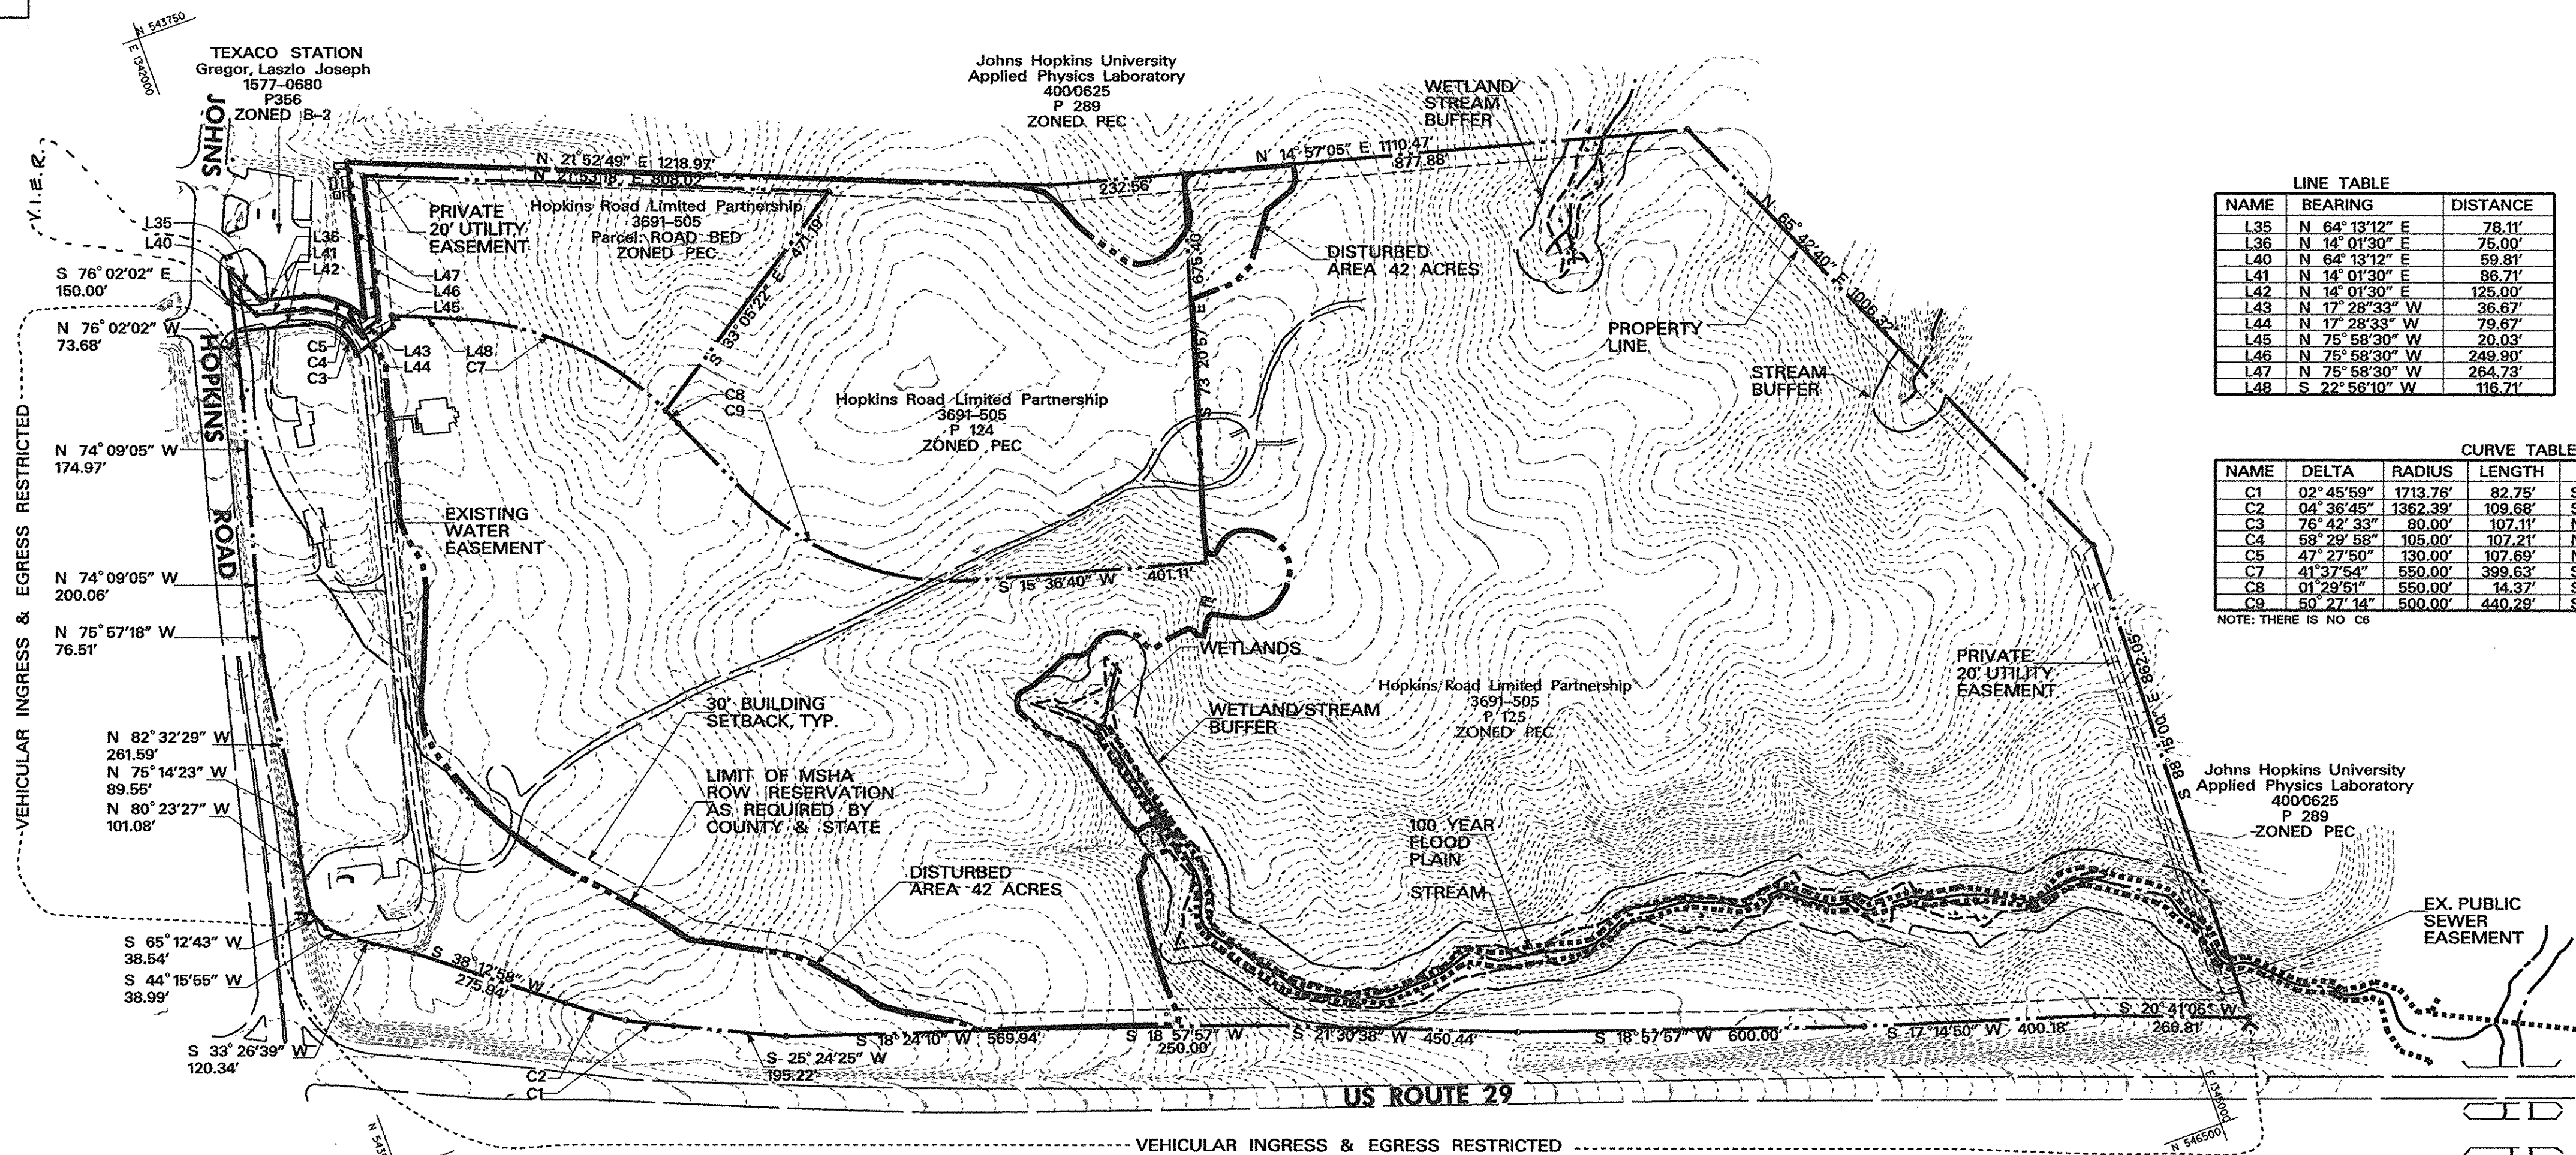 N 543750
E 1342000
TEXACO STATION
Gregor, Laszlo Joseph
1577-0680
P356
ZONED B-2
V.I.E.R.
JOHNS
HOPKINS
ROAD
Johns Hopkins University
Applied Physics Laboratory
400/0625
P 289
ZONED PEC
WETLAND/
STREAM
BUFFER
N 21°52'49" E 1218.97'
N 21°53'18" E 808.02'
232.56'
N 14°57'05" E 1110.47'
877.88'
PRIVATE
20' UTILITY
EASEMENT
Hopkins Road Limited Partnership
3691-505
Parcel: ROAD BED
ZONED PEC
S 33°05'22" E 471.19'
S 73°20'57" E 675.40'
DISTURBED
AREA 42 ACRES
N 65°42'40" E 1006.32'
PROPERTY
LINE
STREAM
BUFFER
L35
L40
L36
L41
L42
L47
L46
L45
L43
L44
L48
C7
C5
C4
C3
C8
C9
S 76°02'02" E
150.00'
N 76°02'02" W
73.68'
N 74°09'05" W
174.97'
N 74°09'05" W
200.06'
N 75°57'18" W
76.51'
N 82°32'29" W
261.59'
N 75°14'23" W
89.55'
N 80°23'27" W
101.08'
S 65°12'43" W
38.54'
S 44°15'55" W
38.99'
S 33°26'39" W
120.34'
VEHICULAR INGRESS & EGRESS RESTRICTED
Hopkins Road Limited Partnership
3691-505
P 124
ZONED PEC
EXISTING
WATER
EASEMENT
S 15°36'40" W 401.11'
WETLANDS
WETLAND/STREAM
BUFFER
Hopkins Road Limited Partnership
3691-505
P 125
ZONED PEC
PRIVATE
20' UTILITY
EASEMENT
S 88°15'00" E 862.05'
30' BUILDING
SETBACK, TYP.
LIMIT OF MSHA
ROW RESERVATION
AS REQUIRED BY
COUNTY & STATE
DISTURBED
AREA 42 ACRES
100 YEAR
FLOOD
PLAIN
STREAM
Johns Hopkins University
Applied Physics Laboratory
400/0625
P 289
ZONED PEC
EX. PUBLIC
SEWER
EASEMENT
S 38°12'58" W
275.94'
C2
C1
S 25°24'25" W
195.22'
S 18°24'10" W 569.94'
S 18°57'57" W
250.00'
S 21°30'38" W 450.44'
S 18°57'57" W 600.00'
S 17°14'50" W 400.18'
S 20°41'05" W
266.81'
US ROUTE 29
VEHICULAR INGRESS & EGRESS RESTRICTED
E 1345000
N 546500
LINE TABLE
NAME BEARING DISTANCE
L35 N 64°13'12" E 78.11'
L36 N 14°01'30" E 75.00'
L40 N 64°13'12" E 59.81'
L41 N 14°01'30" E 86.71'
L42 N 14°01'30" E 125.00'
L43 N 17°28'33" W 36.67'
L44 N 17°28'33" W 79.67'
L45 N 75°58'30" W 20.03'
L46 N 75°58'30" W 249.90'
L47 N 75°58'30" W 264.73'
L48 S 22°56'10" W 116.71'
CURVE TABLE
NAME DELTA RADIUS LENGTH
C1 02°45'59" 1713.76' 82.75' S
C2 04°36'45" 1362.39' 109.68' S
C3 76°42'33" 80.00' 107.11' N
C4 58°29'58" 105.00' 107.21' N
C5 47°27'50" 130.00' 107.69' N
C7 41°37'54" 550.00' 399.63' S
C8 01°29'51" 550.00' 14.37' S
C9 50°27'14" 500.00' 440.29' S
NOTE: THERE IS NO C6